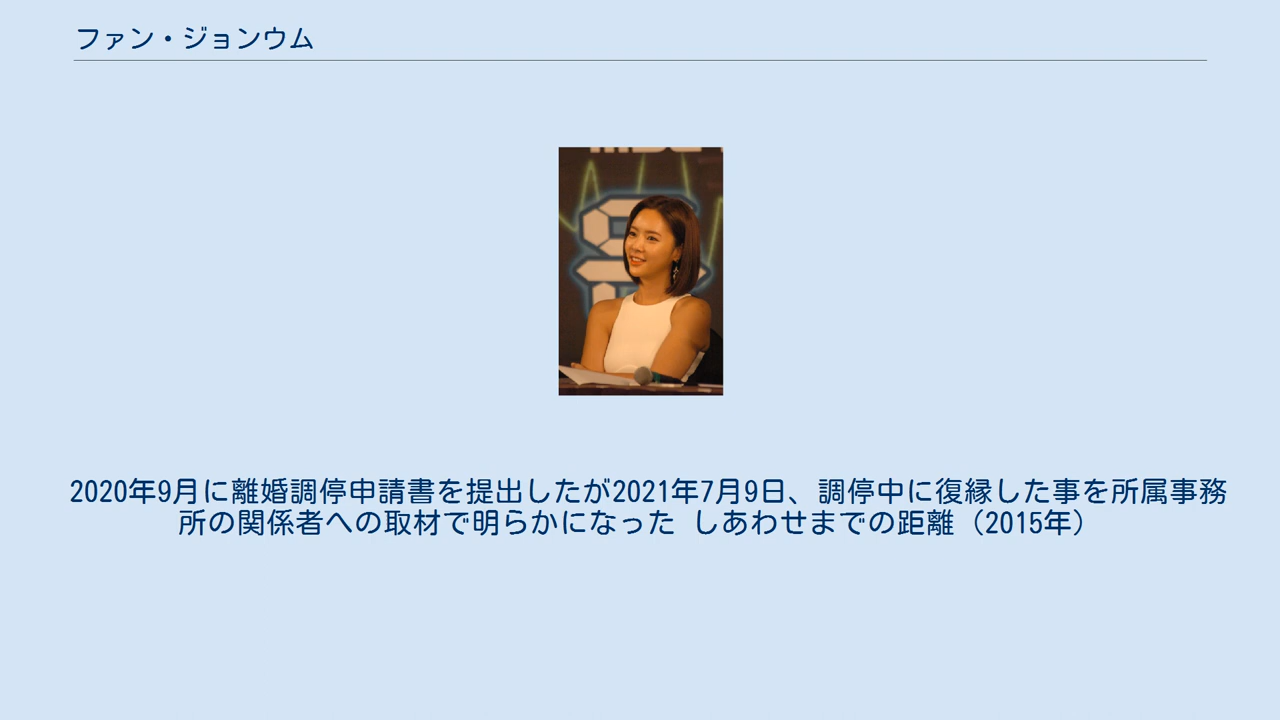 ファン・ジョンウム
2020年9月に離婚調停申請書を提出したが2021年7月9日、調停中に復縁した事を所属事務
所の関係者への取材で明らかになった しあわせまでの距離（2015年）